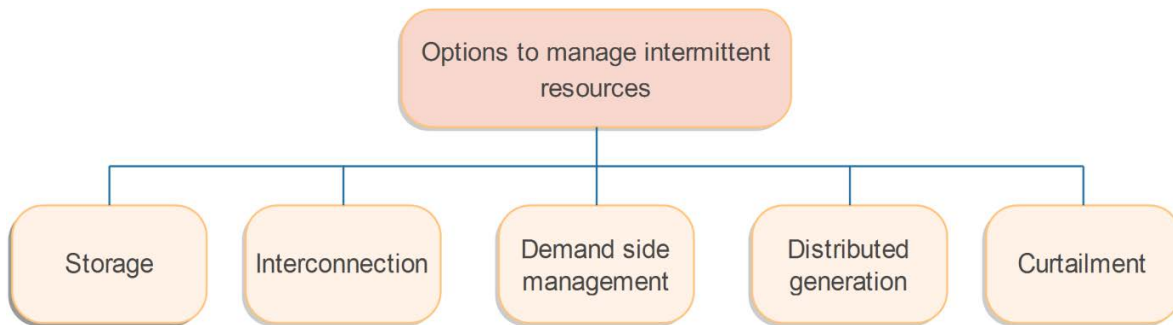 Options to manage intermittent
resources
Storage
Interconnection
Demand side
management
Distributed
generation
Curtailment